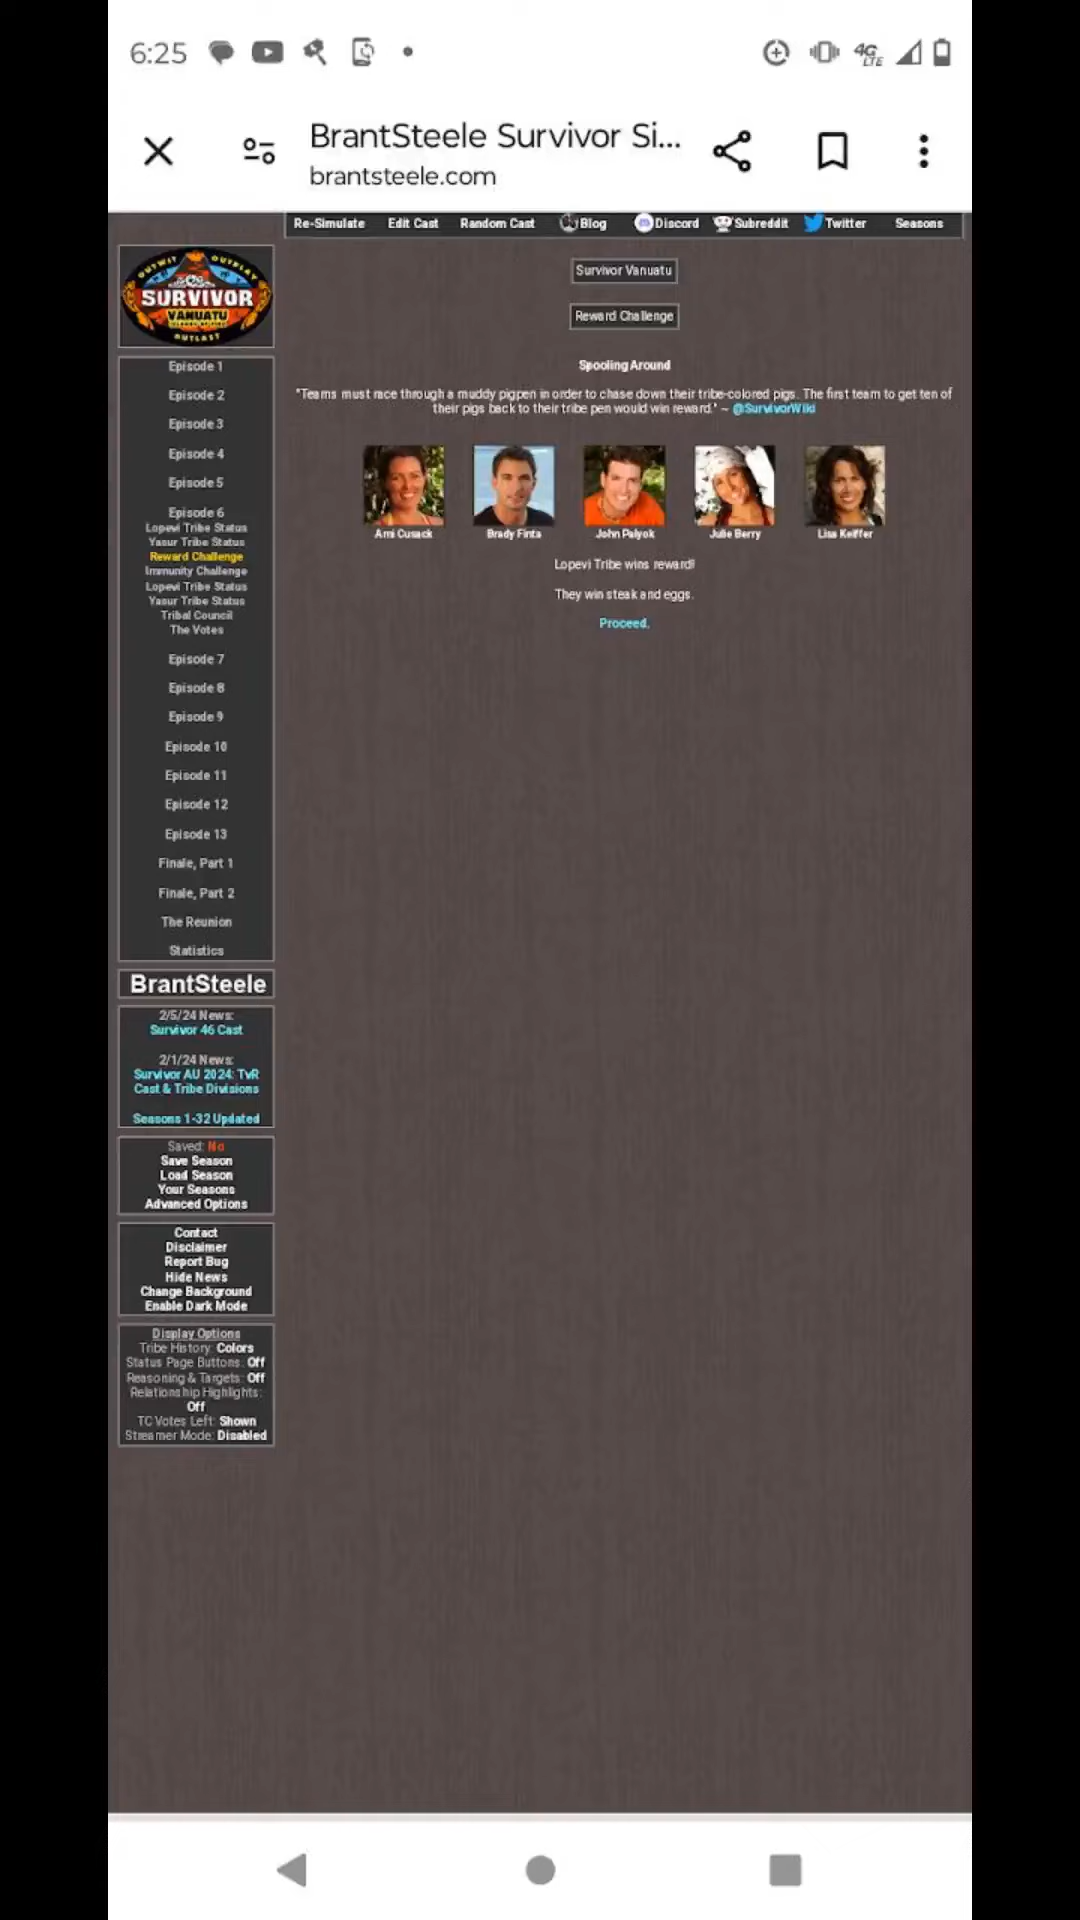 6:25
4G
LTE
BrantSteele Survivor Si...
brantsteele.com
Re-Simulate Edit Cast Random Cast Blog Discord Subreddit Twitter Seasons
OUTWIT OUTPLAY
SURVIVOR
VANUATU
OUTLAST
Survivor Vanuatu
Reward Challenge
Spooling Around
"Teams must race through a muddy pigpen in order to chase down their tribe-colored pigs. The first team to get ten of
their pigs back to their tribe pen would win reward." ~ @SurvivorWiki
Ami Cusack Brady Finta John Palyok Julie Berry Lisa Keiffer
Lopevi Tribe wins reward!
They win steak and eggs.
Proceed.
Episode 1
Episode 2
Episode 3
Episode 4
Episode 5
Episode 6
Lopevi Tribe Status
Yasur Tribe Status
Reward Challenge
Immunity Challenge
Lopevi Tribe Status
Yasur Tribe Status
Tribal Council
The Votes
Episode 7
Episode 8
Episode 9
Episode 10
Episode 11
Episode 12
Episode 13
Finale, Part 1
Finale, Part 2
The Reunion
Statistics
BrantSteele
2/5/24 News:
Survivor 46 Cast
2/1/24 News:
Survivor AU 2024: TvR
Cast & Tribe Divisions
Seasons 1-32 Updated
Saved: No
Save Season
Load Season
Your Seasons
Advanced Options
Contact
Disclaimer
Report Bug
Hide News
Change Background
Enable Dark Mode
Display Options
Tribe History: Colors
Status Page Buttons: Off
Reasoning & Targets: Off
Relationship Highlights:
Off
TC Votes Left: Shown
Streamer Mode: Disabled